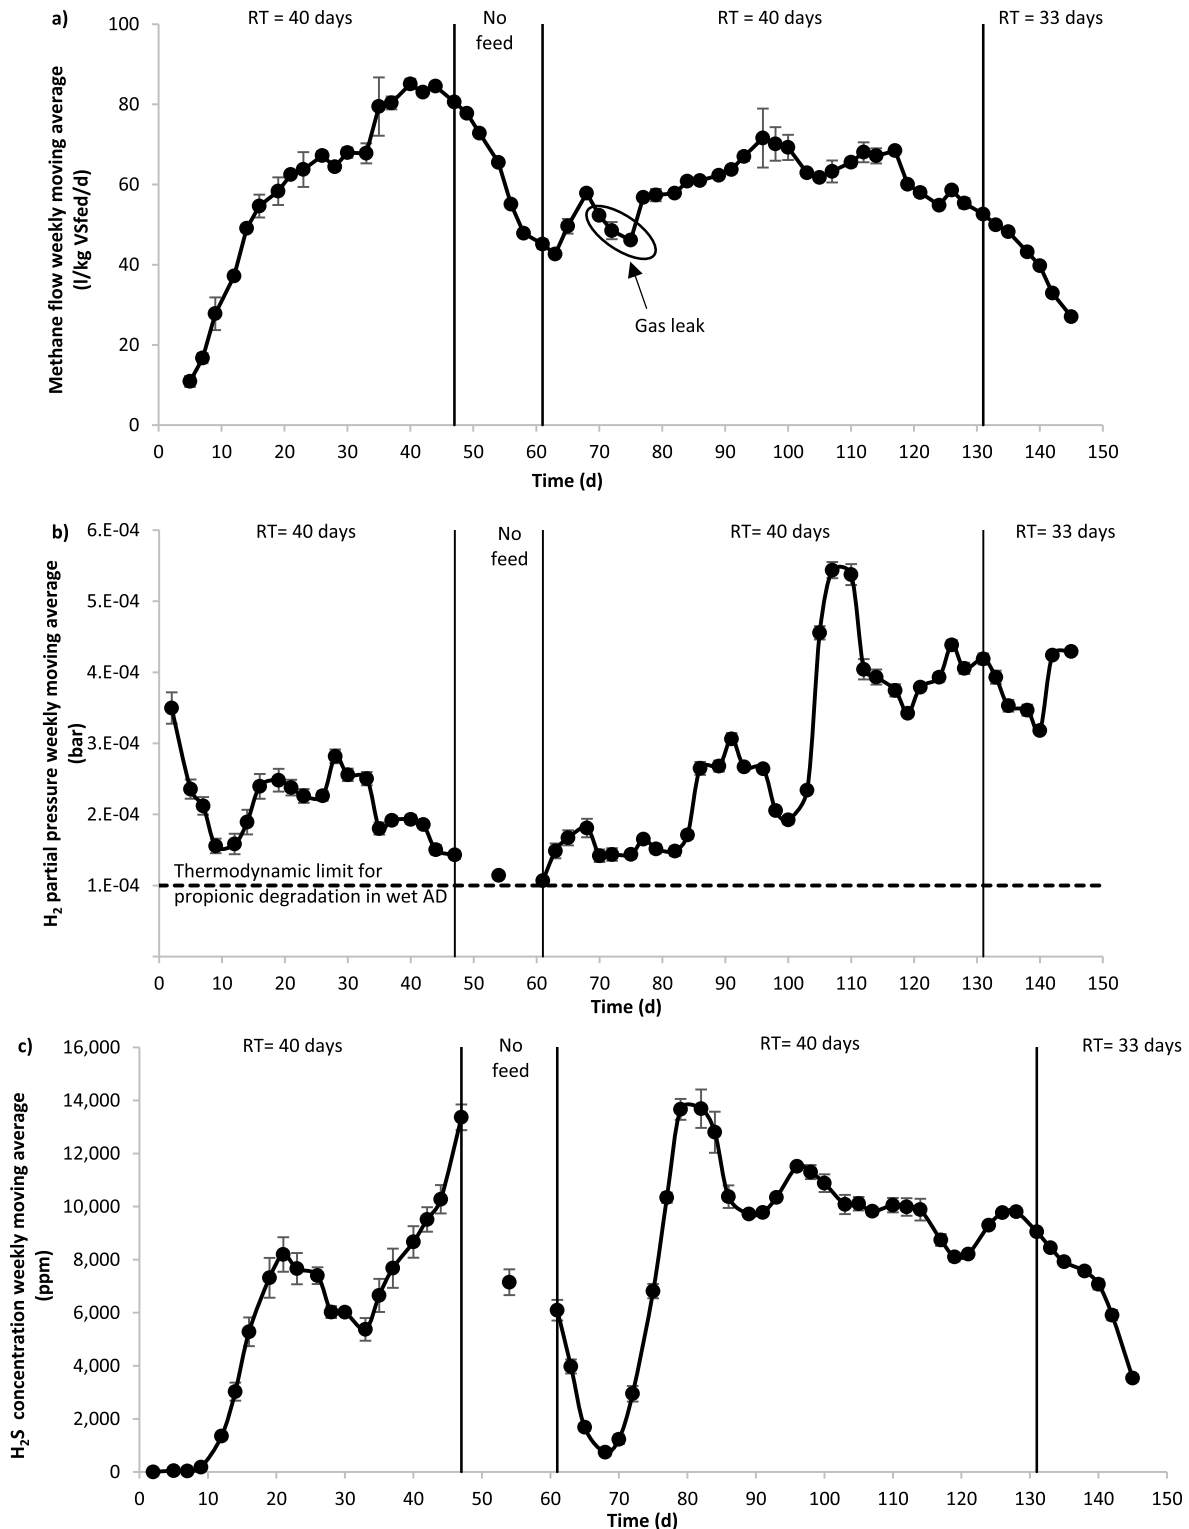 a)
RT = 40 days
No
feed
RT = 40 days
RT = 33 days
Methane flow weekly moving average
(l/kg VSfed/d)
100
80
60
40
20
0
Gas leak
0 10 20 30 40 50 60 70 80 90 100 110 120 130 140 150
Time (d)
b)
RT= 40 days
No
feed
RT= 40 days
RT= 33 days
H₂ partial pressure weekly moving average
(bar)
6.E-04
5.E-04
4.E-04
3.E-04
2.E-04
1.E-04
Thermodynamic limit for
propionic degradation in wet AD
0 10 20 30 40 50 60 70 80 90 100 110 120 130 140 150
Time (d)
c)
RT= 40 days
No
feed
RT= 40 days
RT= 33 days
H₂S concentration weekly moving average
(ppm)
16,000
14,000
12,000
10,000
8,000
6,000
4,000
2,000
0
0 10 20 30 40 50 60 70 80 90 100 110 120 130 140 150
Time (d)